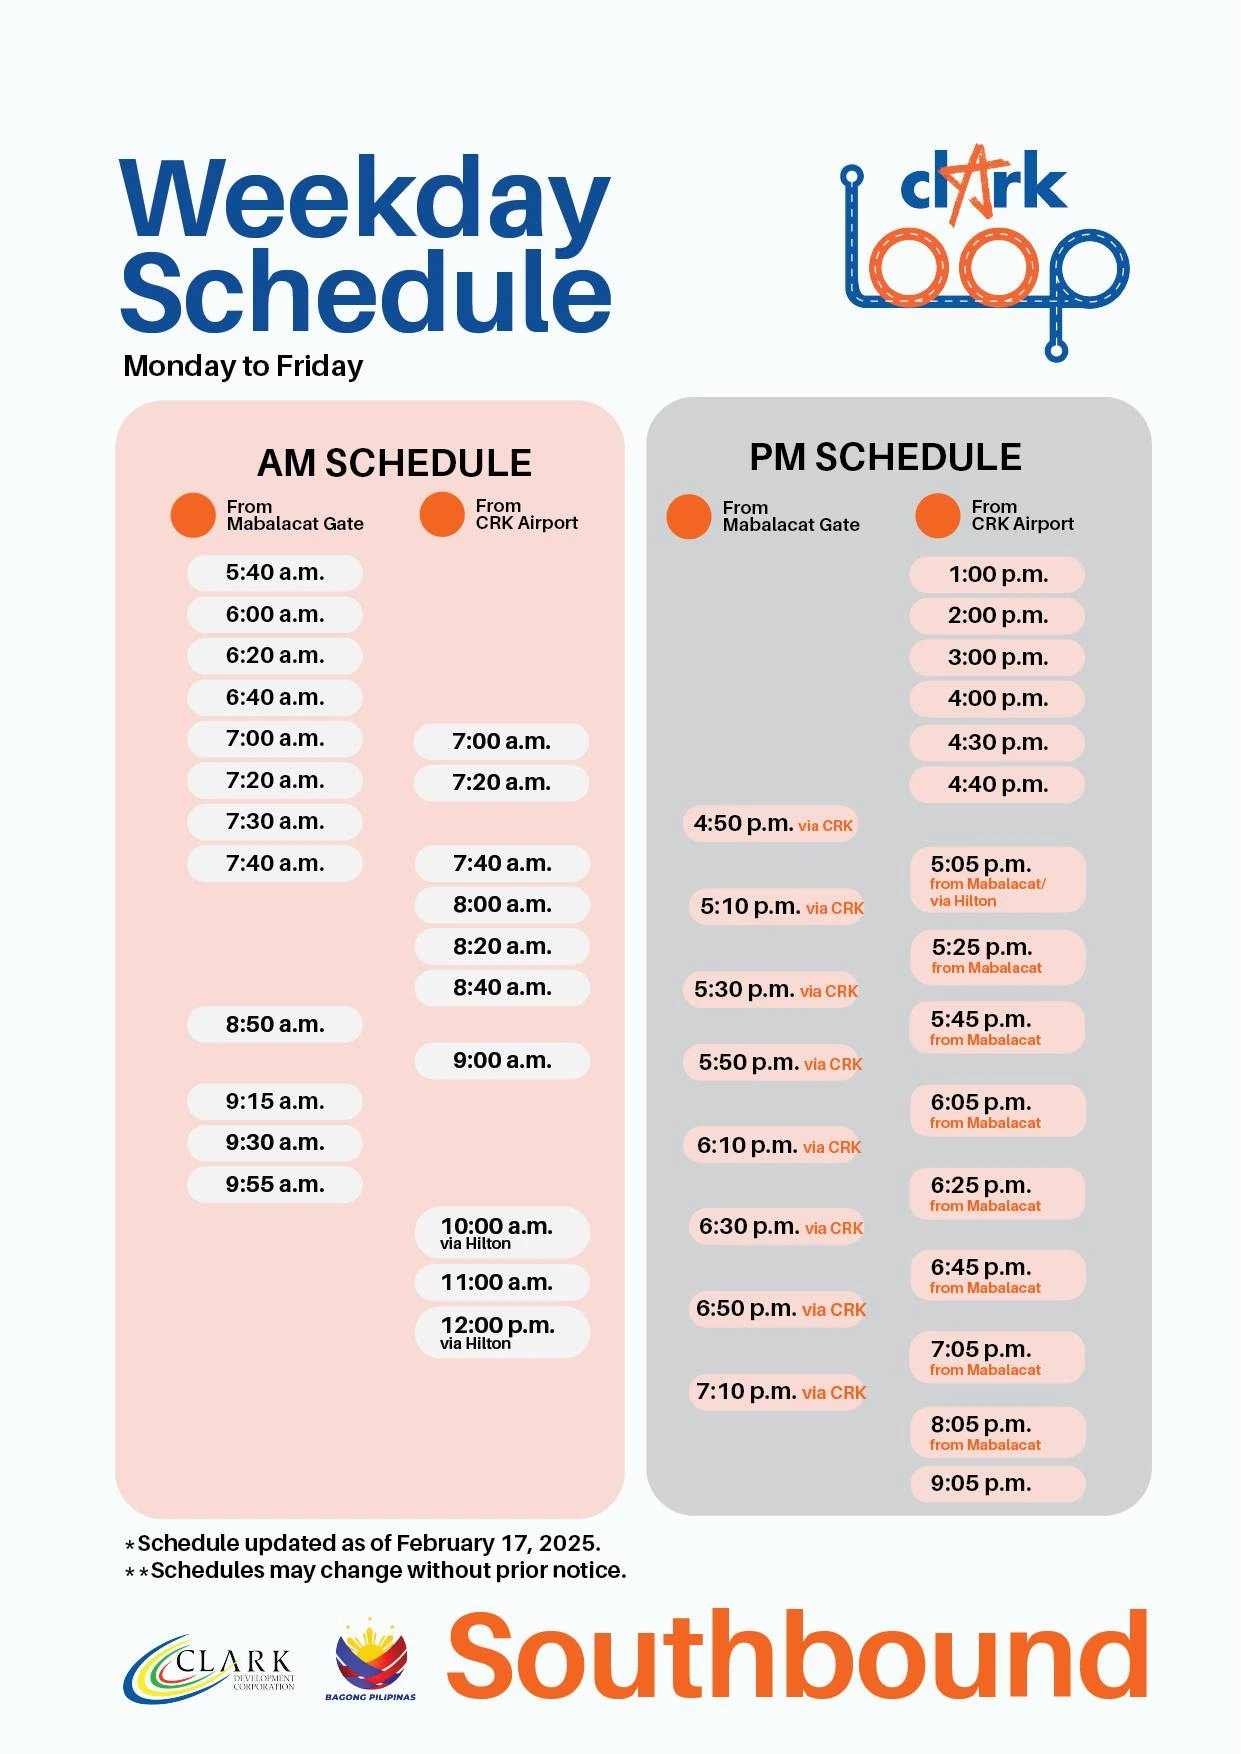 Weekday
Schedule
Monday to Friday
clArk
loop
AM SCHEDULE
From
Mabalacat Gate
From
CRK Airport
5:40 a.m.
6:00 a.m.
6:20 a.m.
6:40 a.m.
7:00 a.m.
7:20 a.m.
7:30 a.m.
7:40 a.m.
8:50 a.m.
9:15 a.m.
9:30 a.m.
9:55 a.m.
7:00 a.m.
7:20 a.m.
7:40 a.m.
8:00 a.m.
8:20 a.m.
8:40 a.m.
9:00 a.m.
10:00 a.m.
via Hilton
11:00 a.m.
12:00 p.m.
via Hilton
PM SCHEDULE
From
Mabalacat Gate
From
CRK Airport
4:50 p.m. via CRK
5:10 p.m. via CRK
5:30 p.m. via CRK
5:50 p.m. via CRK
6:10 p.m. via CRK
6:30 p.m. via CRK
6:50 p.m. via CRK
7:10 p.m. via CRK
1:00 p.m.
2:00 p.m.
3:00 p.m.
4:00 p.m.
4:30 p.m.
4:40 p.m.
5:05 p.m.
from Mabalacat/
via Hilton
5:25 p.m.
from Mabalacat
5:45 p.m.
from Mabalacat
6:05 p.m.
from Mabalacat
6:25 p.m.
from Mabalacat
6:45 p.m.
from Mabalacat
7:05 p.m.
from Mabalacat
8:05 p.m.
from Mabalacat
9:05 p.m.
*Schedule updated as of February 17, 2025.
**Schedules may change without prior notice.
CLARK
DEVELOPMENT
CORPORATION
BAGONG PILIPINAS
Southbound